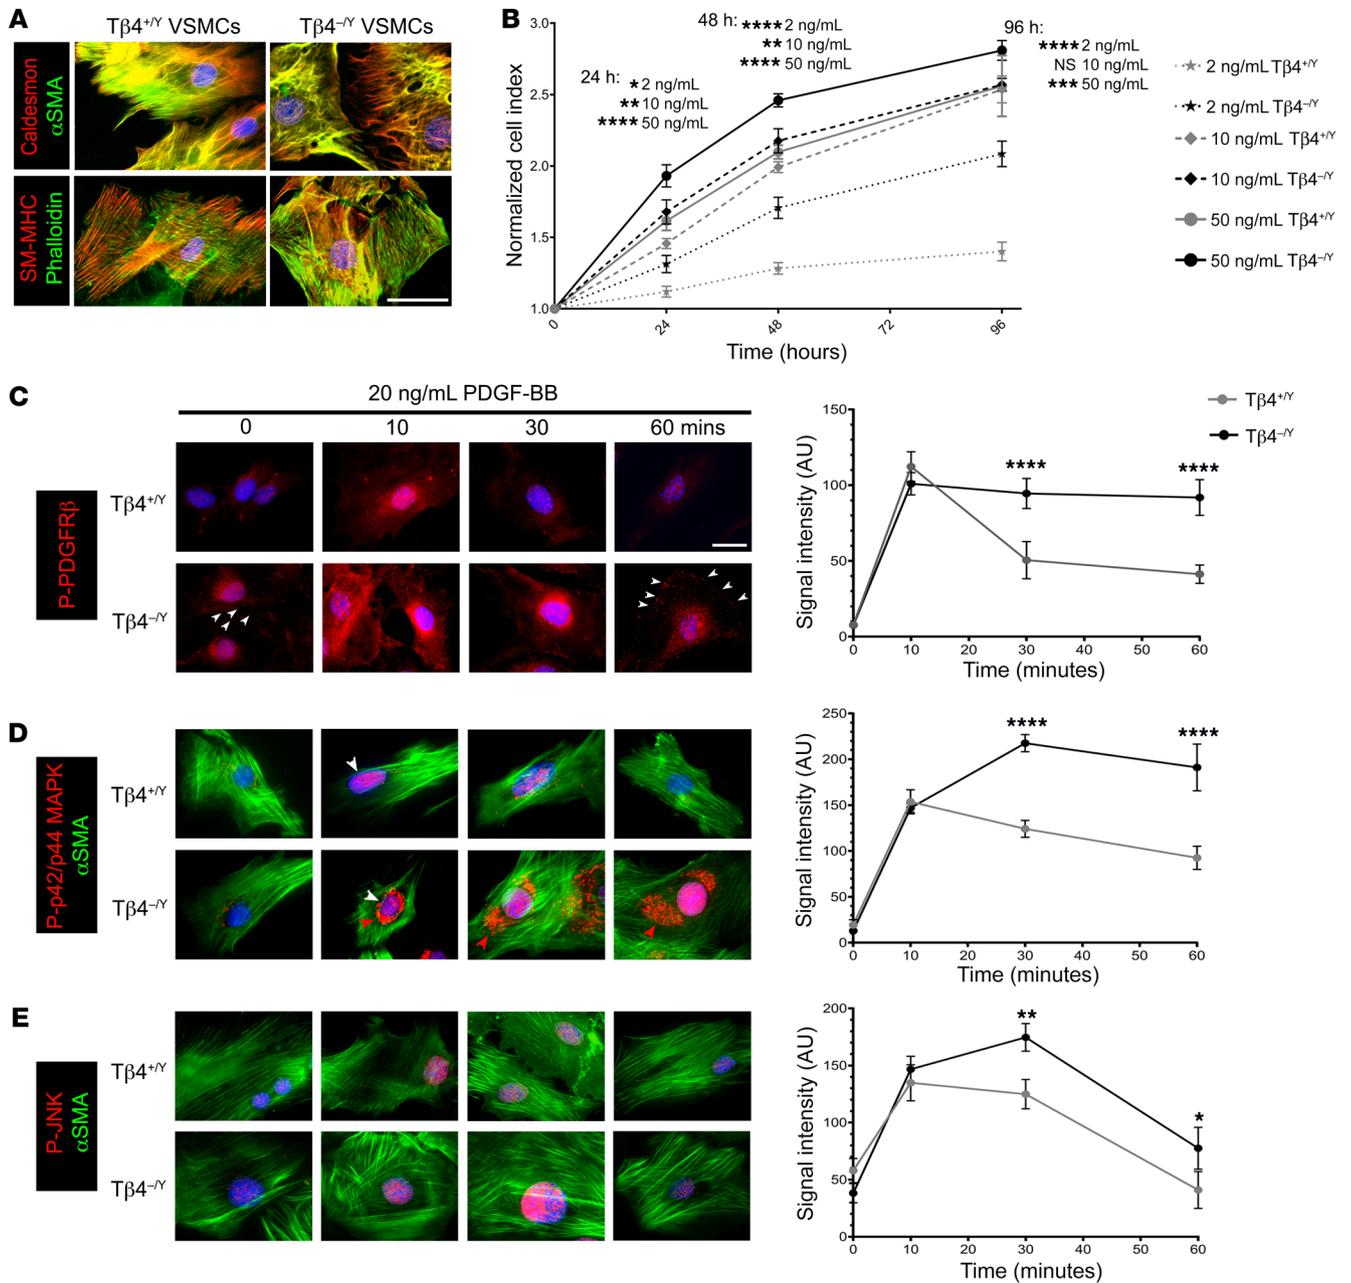 A
Tβ4+/Y VSMCs
Tβ4−/Y VSMCs
Caldesmon
αSMA
SM-MHC
Phalloidin
B
Normalized cell index
3.0
2.5
2.0
1.5
1.0
0
24
48
72
96
Time (hours)
24 h:
*2 ng/mL
**10 ng/mL
****50 ng/mL
48 h:
****2 ng/mL
**10 ng/mL
****50 ng/mL
96 h:
****2 ng/mL
NS 10 ng/mL
***50 ng/mL
2 ng/mL Tβ4+/Y
2 ng/mL Tβ4−/Y
10 ng/mL Tβ4+/Y
10 ng/mL Tβ4−/Y
50 ng/mL Tβ4+/Y
50 ng/mL Tβ4−/Y
C
20 ng/mL PDGF-BB
0
10
30
60 mins
P-PDGFRβ
Tβ4+/Y
Tβ4−/Y
Signal intensity (AU)
150
100
50
0
0
10
20
30
40
50
60
Time (minutes)
****
****
Tβ4+/Y
Tβ4−/Y
D
P-p42/p44 MAPK
αSMA
Tβ4+/Y
Tβ4−/Y
Signal intensity (AU)
250
200
150
100
50
0
0
10
20
30
40
50
60
Time (minutes)
****
****
E
P-JNK
αSMA
Tβ4+/Y
Tβ4−/Y
Signal intensity (AU)
200
150
100
50
0
0
10
20
30
40
50
60
Time (minutes)
**
*